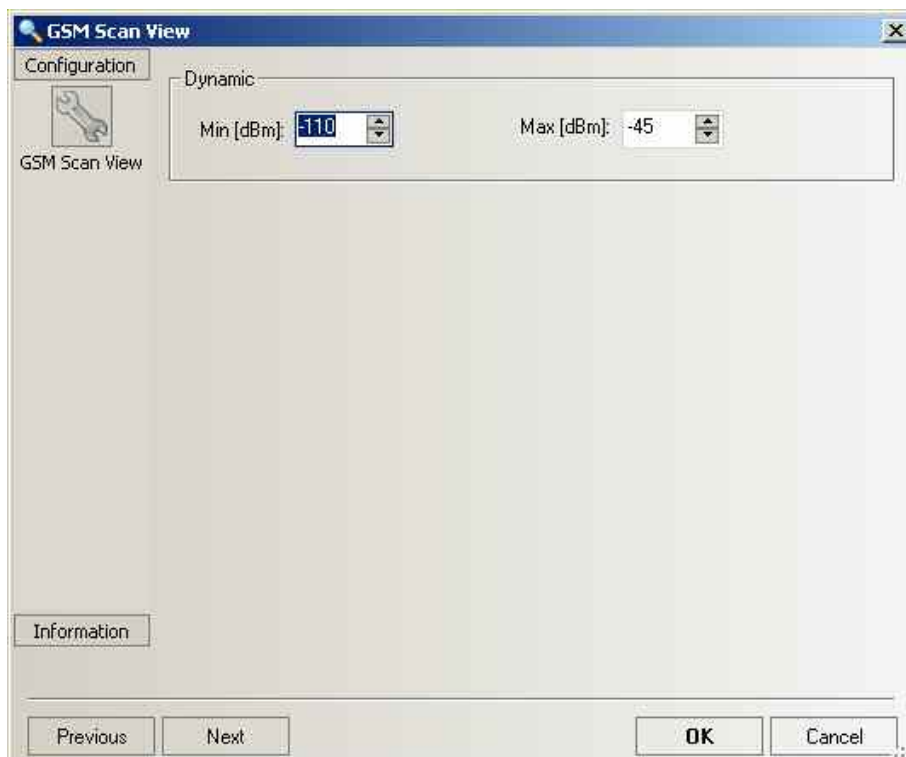 GSM Scan View
Configuration
GSM Scan View
Dynamic
Min [dBm]: -110
Max [dBm]: -45
Information
Previous
Next
OK
Cancel